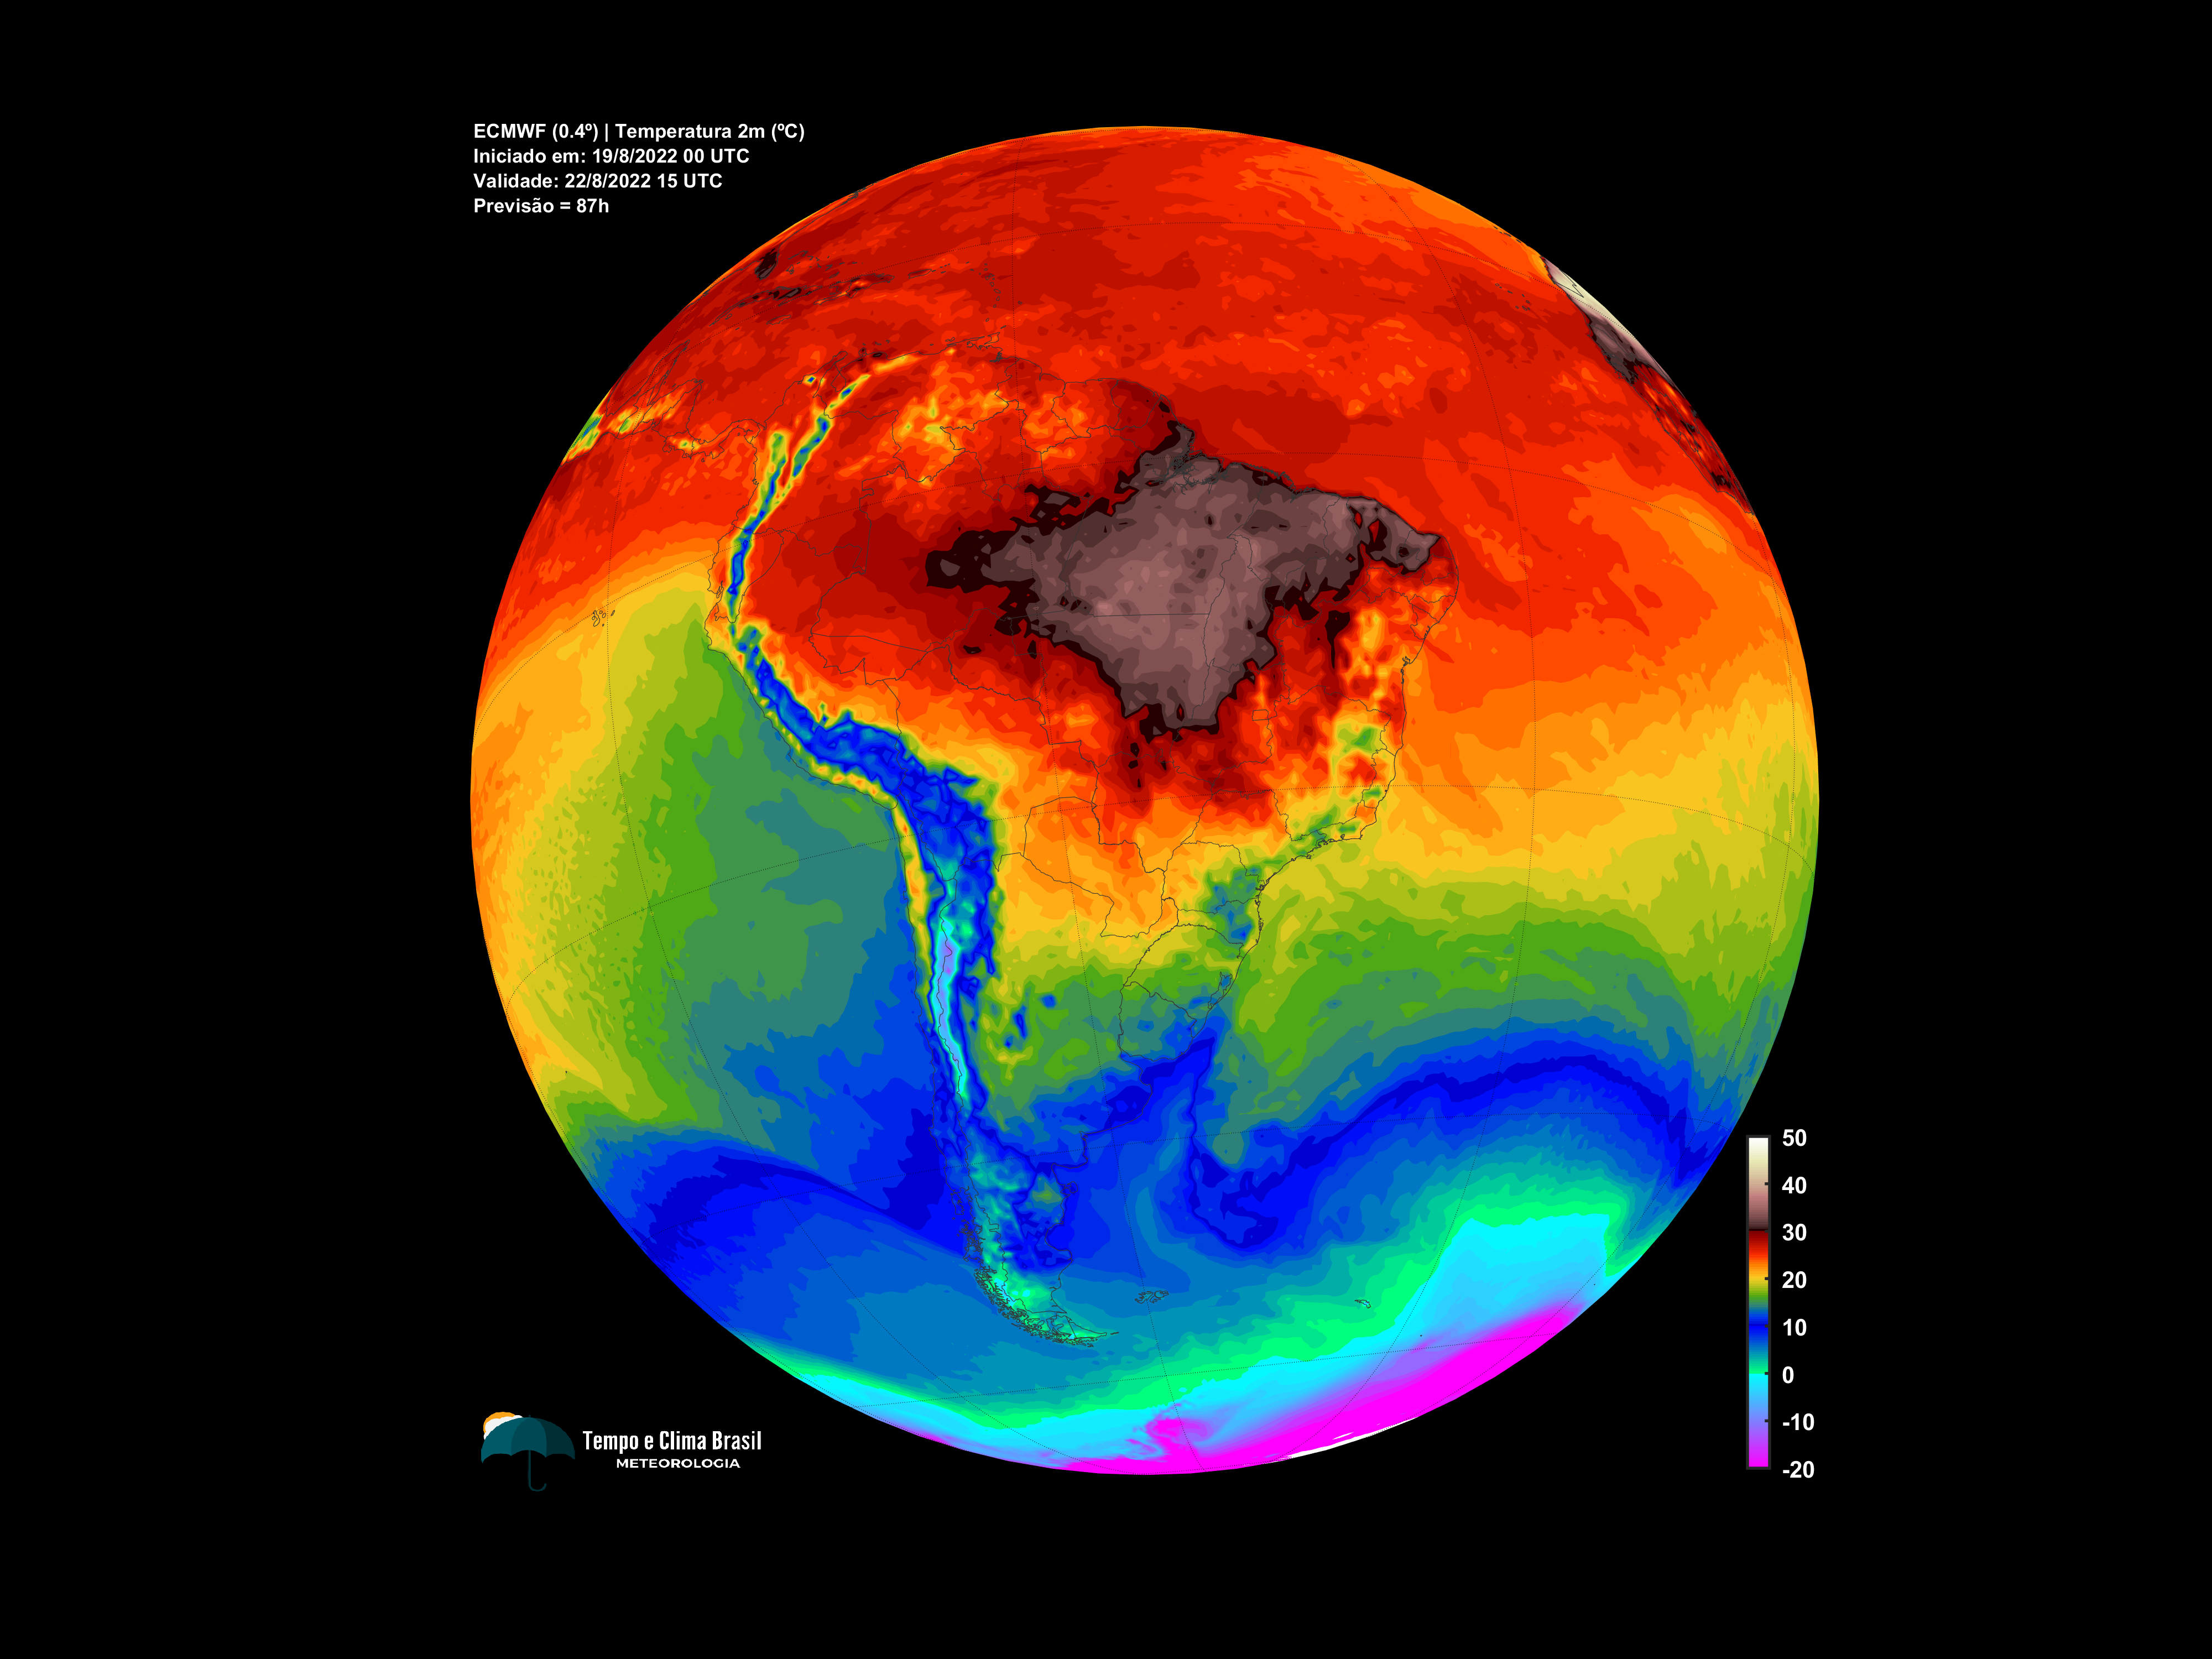 ECMWF (0.4º) | Temperatura 2m (ºC)
Iniciado em: 19/8/2022 00 UTC
Validade: 22/8/2022 15 UTC
Previsão = 87h
50
40
30
20
10
0
-10
-20
Tempo e Clima Brasil
METEOROLOGIA